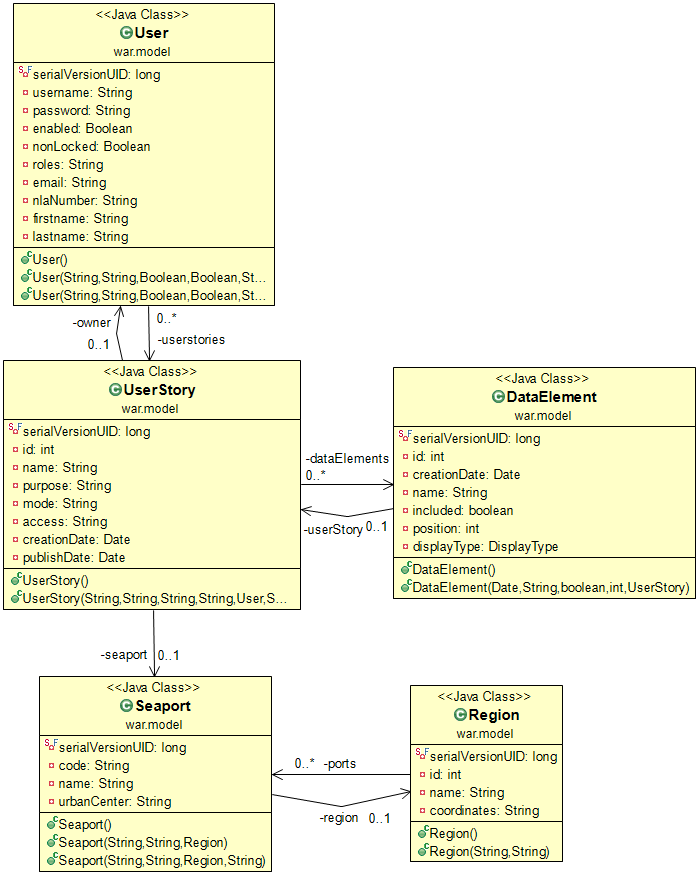 <<Java Class>>
User
war.model
serialVersionUID: long
username: String
password: String
enabled: Boolean
nonLocked: Boolean
roles: String
email: String
nlaNumber: String
firstname: String
lastname: String
User()
User(String,String,Boolean,Boolean,St...
User(String,String,Boolean,Boolean,St...
-owner
0..1
0..*
-userstories
<<Java Class>>
UserStory
war.model
serialVersionUID: long
id: int
name: String
purpose: String
mode: String
access: String
creationDate: Date
publishDate: Date
UserStory()
UserStory(String,String,String,String,User,S...
-dataElements
0..*
-userStory
0..1
<<Java Class>>
DataElement
war.model
serialVersionUID: long
id: int
creationDate: Date
name: String
included: boolean
position: int
displayType: DisplayType
DataElement()
DataElement(Date,String,boolean,int,UserStory)
-seaport
0..1
<<Java Class>>
Seaport
war.model
serialVersionUID: long
code: String
name: String
urbanCenter: String
Seaport()
Seaport(String,String,Region)
Seaport(String,String,Region,String)
0..*
-ports
-region
0..1
<<Java Class>>
Region
war.model
serialVersionUID: long
id: int
name: String
coordinates: String
Region()
Region(String,String)